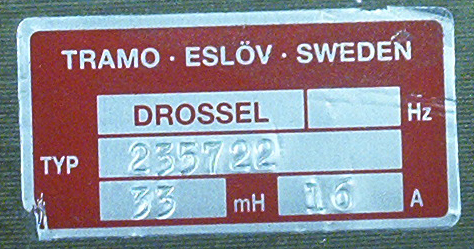 TRAMO · ESLÖV · SWEDEN
DROSSEL Hz
TYP 235722
33 mH 16 A